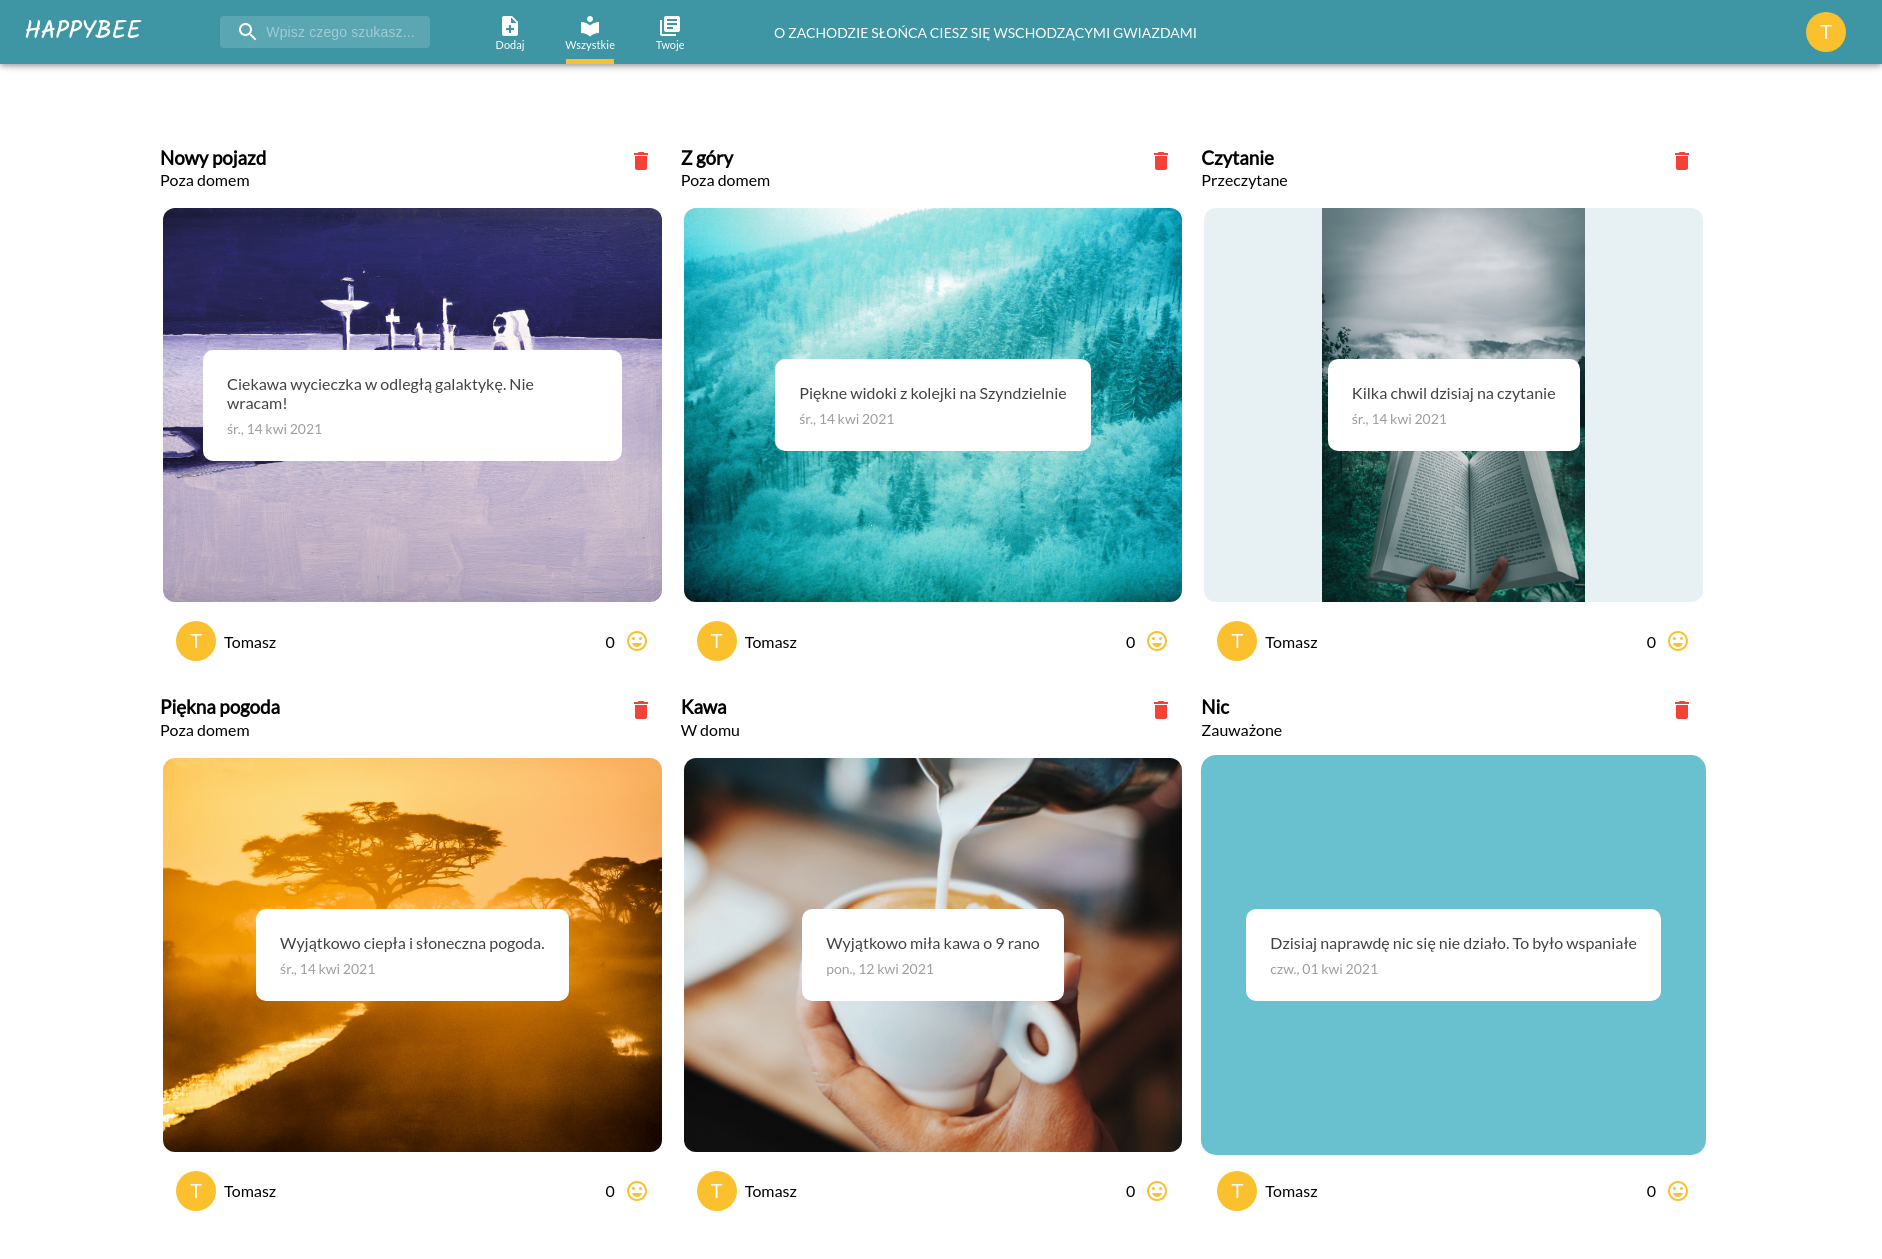 HAPPYBEE
Wpisz czego szukasz...
Dodaj
Wszystkie
Twoje
O ZACHODZIE SŁOŃCA CIESZ SIĘ WSCHODZĄCYMI GWIAZDAMI
T
Nowy pojazd
Poza domem
Ciekawa wycieczka w odległą galaktykę. Nie
wracam!
śr., 14 kwi 2021
T
Tomasz
0
Z góry
Poza domem
Piękne widoki z kolejki na Szyndzielnie
śr., 14 kwi 2021
T
Tomasz
0
Czytanie
Przeczytane
Kilka chwil dzisiaj na czytanie
śr., 14 kwi 2021
T
Tomasz
0
Piękna pogoda
Poza domem
Wyjątkowo ciepła i słoneczna pogoda.
śr., 14 kwi 2021
T
Tomasz
0
Kawa
W domu
Wyjątkowo miła kawa o 9 rano
pon., 12 kwi 2021
T
Tomasz
0
Nic
Zauważone
Dzisiaj naprawdę nic się nie działo. To było wspaniałe
czw., 01 kwi 2021
T
Tomasz
0